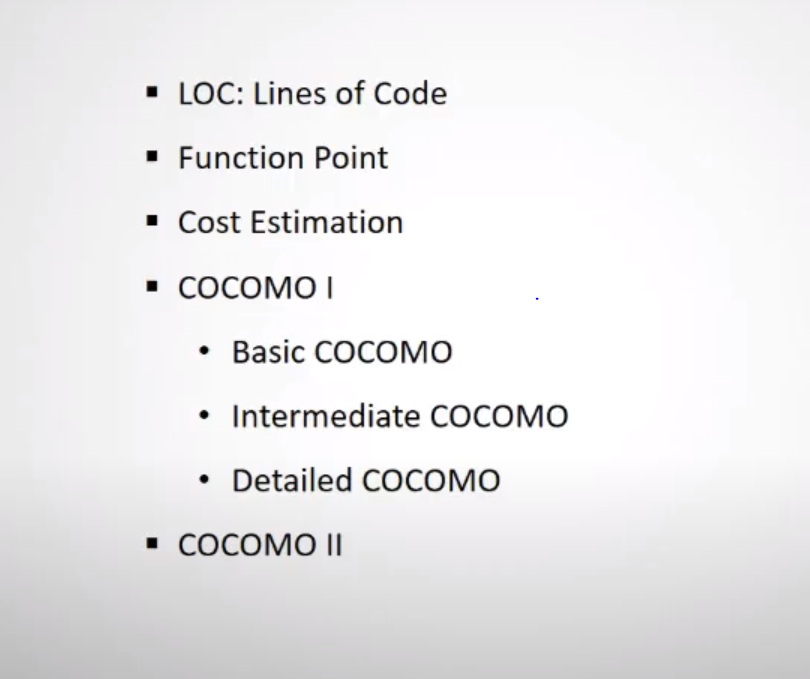 ▪ LOC: Lines of Code
▪ Function Point
▪ Cost Estimation
▪ COCOMO I
• Basic COCOMO
• Intermediate COCOMO
• Detailed COCOMO
▪ COCOMO II